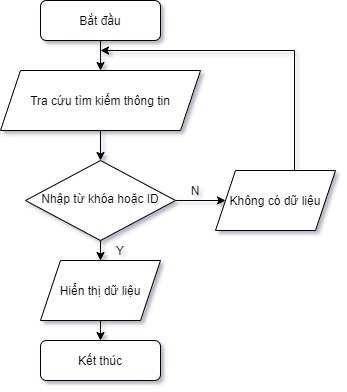 Bắt đầu
Tra cứu tìm kiếm thông tin
Nhập từ khóa hoặc ID
N
Không có dữ liệu
Y
Hiển thị dữ liệu
Kết thúc